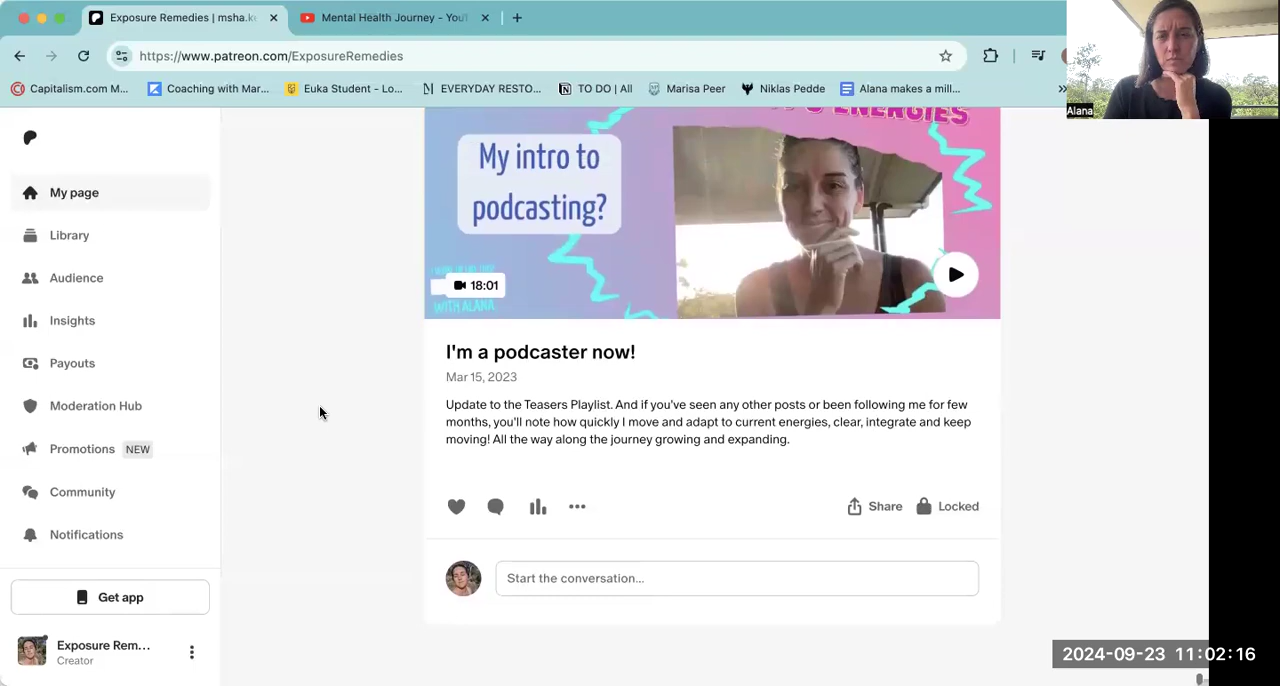 Exposure Remedies | msha.ke
Mental Health Journey - YouT
https://www.patreon.com/ExposureRemedies
Capitalism.com M...
Coaching with Mar...
Euka Student - Lo...
EVERYDAY RESTO...
TO DO | All
Marisa Peer
Niklas Pedde
Alana makes a mill...
»
Alana
My page
Library
Audience
Insights
Payouts
Moderation Hub
Promotions NEW
Community
Notifications
Get app
Exposure Rem...
Creator
ENERGIES
My intro to
podcasting?
18:01
WITH ALANA
I'm a podcaster now!
Mar 15, 2023
Update to the Teasers Playlist. And if you've seen any other posts or been following me for few
months, you'll note how quickly I move and adapt to current energies, clear, integrate and keep
moving! All the way along the journey growing and expanding.
Share
Locked
Start the conversation...
2024-09-23 11:02:16